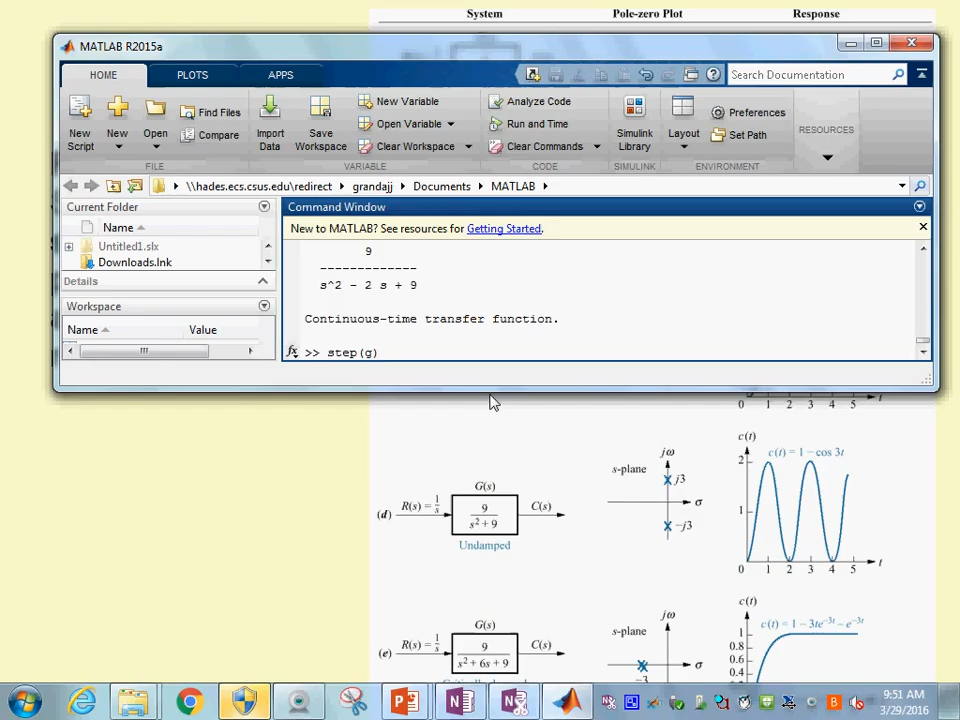 System Pole-zero Plot Response
MATLAB R2015a
HOME PLOTS APPS Search Documentation
New Script New Open Find Files Compare Import Data Save Workspace New Variable Open Variable Clear Workspace Analyze Code Run and Time Clear Commands Simulink Library Layout Preferences Set Path RESOURCES
FILE VARIABLE CODE SIMULINK ENVIRONMENT
\\hades.ecs.csus.edu\redirect grandajj Documents MATLAB
Current Folder
Name
Untitled1.slx
Downloads.lnk
Details
Workspace
Name Value
Command Window
New to MATLAB? See resources for Getting Started.
9
-------------
s^2 - 2 s + 9
Continuous-time transfer function.
fx >> step(g)
0 1 2 3 4 5 t
(d) R(s) = 1/s G(s) 9/(s² + 9) C(s)
Undamped
s-plane jω j3 σ −j3
c(t) c(t) = 1 − cos 3t
2
1
0 1 2 3 4 5 t
(e) R(s) = 1/s G(s) 9/(s² + 6s + 9) C(s)
s-plane jω σ −3
c(t) c(t) = 1 − 3te⁻³ᵗ − e⁻³ᵗ
1
0.8
0.6
0.4
9:51 AM
3/29/2016